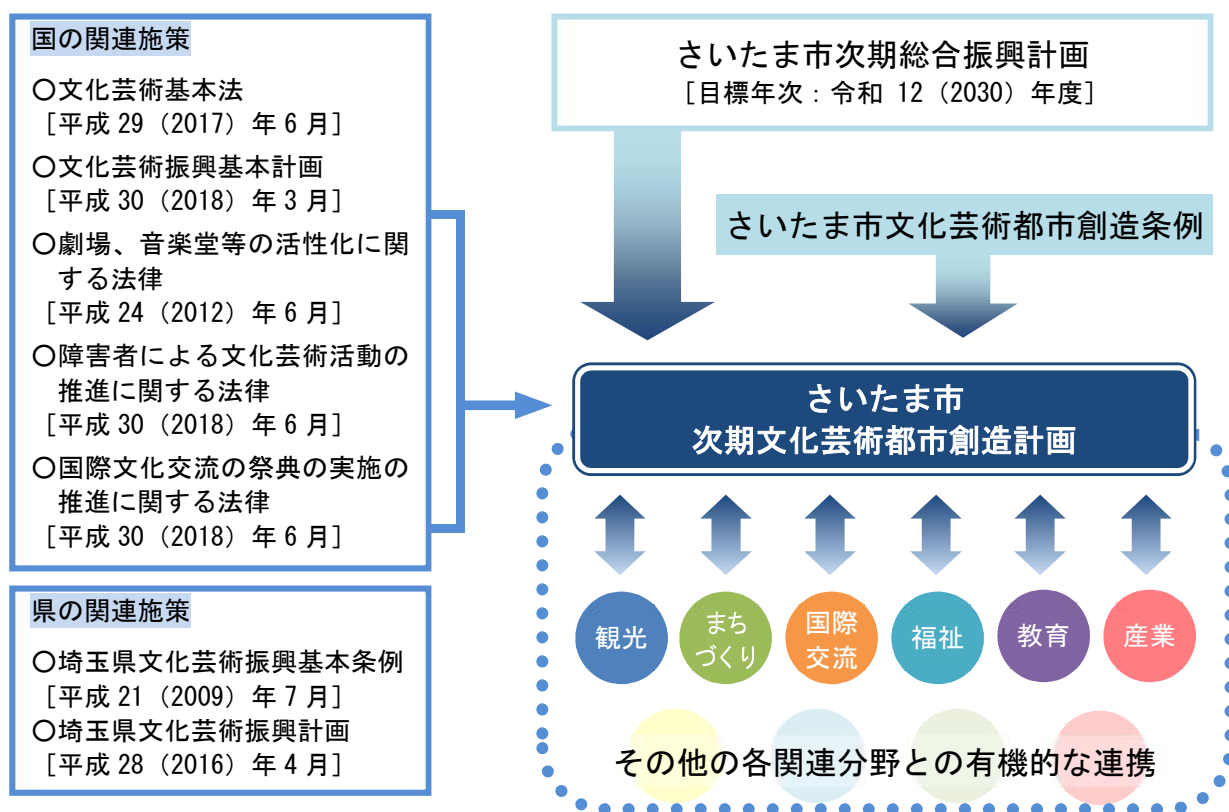 国の関連施策
〇文化芸術基本法
［平成 29（2017）年 6 月］
〇文化芸術振興基本計画
［平成 30（2018）年 3 月］
〇劇場、音楽堂等の活性化に関
する法律
［平成 24（2012）年 6 月］
〇障害者による文化芸術活動の
推進に関する法律
［平成 30（2018）年 6 月］
〇国際文化交流の祭典の実施の
推進に関する法律
［平成 30（2018）年 6 月］
県の関連施策
〇埼玉県文化芸術振興基本条例
［平成 21（2009）年 7 月］
〇埼玉県文化芸術振興計画
［平成 28（2016）年 4 月］
さいたま市次期総合振興計画
［目標年次：令和 12（2030）年度］
さいたま市文化芸術都市創造条例
さいたま市
次期文化芸術都市創造計画
観光
まち
づくり
国際
交流
福祉
教育
産業
その他の各関連分野との有機的な連携